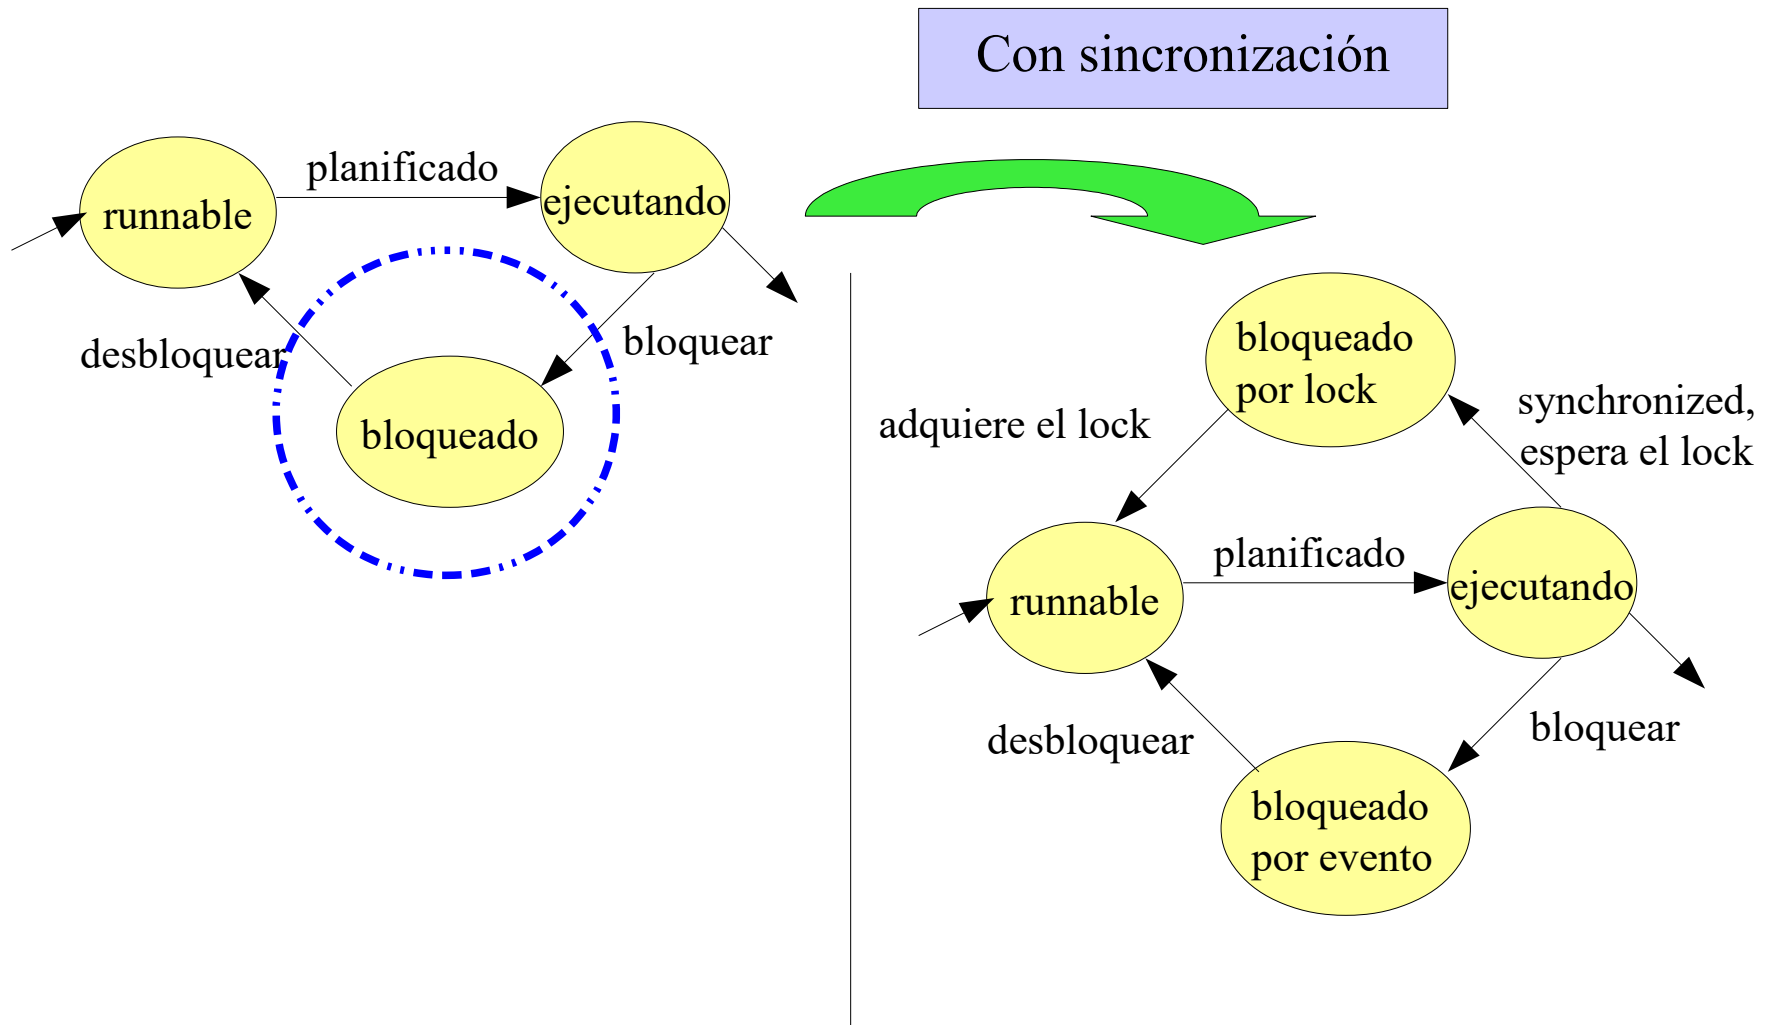 Con sincronización
planificado
runnable
ejecutando
desbloquear
bloquear
bloqueado
bloqueado
por lock
adquiere el lock
synchronized,
espera el lock
planificado
runnable
ejecutando
desbloquear
bloquear
bloqueado
por evento